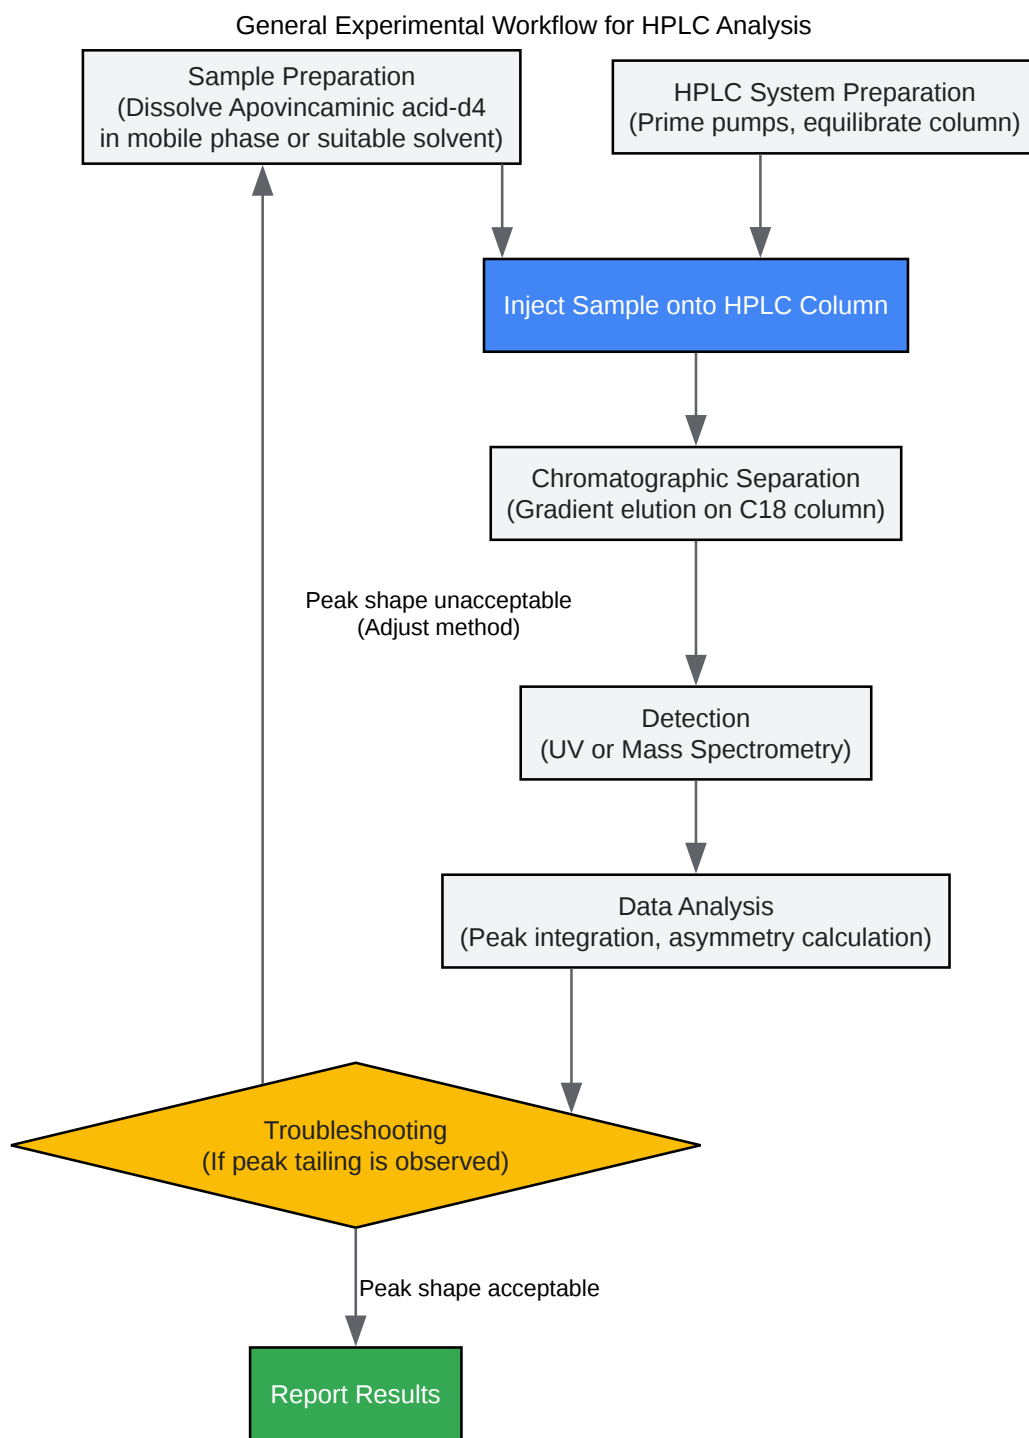 General Experimental Workflow for HPLC Analysis
Sample Preparation
(Dissolve Apovincaminic acid-d4
in mobile phase or suitable solvent)
HPLC System Preparation
(Prime pumps, equilibrate column)
Inject Sample onto HPLC Column
Chromatographic Separation
(Gradient elution on C18 column)
Peak shape unacceptable
(Adjust method)
Detection
(UV or Mass Spectrometry)
Data Analysis
(Peak integration, asymmetry calculation)
Troubleshooting
(If peak tailing is observed)
Peak shape acceptable
Report Results